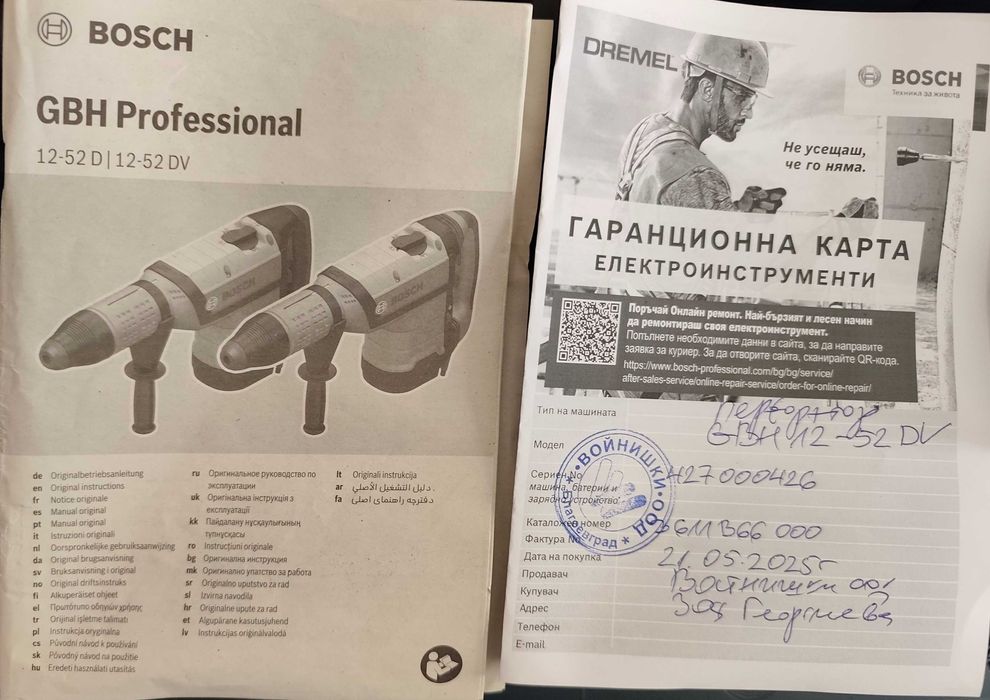 BOSCH
GBH Professional
12-52 D | 12-52 DV
BOSCH
BOSCH
de Originalbetriebsanleitung
en Original instructions
fr Notice originale
es Manual original
pt Manual original
it Istruzioni originali
nl Oorspronkelijke gebruiksaanwijzing
da Original brugsanvisning
sv Bruksanvisning i original
no Original driftsinstruks
fi Alkuperäiset ohjeet
el Πρωτότυπο οδηγιών χρήσης
tr Orijinal işletme talimatı
pl Instrukcja oryginalna
cs Původní návod k používání
sk Pôvodný návod na použitie
hu Eredeti használati utasítás
ru Оригинальное руководство по
эксплуатации
uk Оригінальна інструкція з
експлуатації
kk Пайдалану нұсқаулығының
түпнұсқасы
ro Instrucțiuni originale
bg Оригинална инструкция
mk Оригинално упатство за работа
sr Originalno uputstvo za rad
sl Izvirna navodila
hr Originalne upute za rad
et Algupärane kasutusjuhend
lv Instrukcijas oriģinālvalodā
lt Originali instrukcija
ar دليل التشغيل الأصلي
fa دفترچه راهنمای اصلی
DREMEL
BOSCH
Техника за живота
Не усещаш,
че го няма.
ГАРАНЦИОННА КАРТА
ЕЛЕКТРОИНСТРУМЕНТИ
Поръчай Онлайн ремонт. Най-бързият и лесен начин
да ремонтираш своя електроинструмент.
Попълнете необходимите данни в сайта, за да направите
заявка за куриер. За да отворите сайта, сканирайте QR-кода.
https://www.bosch-professional.com/bg/bg/service/
after-sales-service/online-repair-service/order-for-online-repair/
Тип на машината Перфоратор
Модел GBH 12-52 DV
Сериен No 427000426
машина, батерии и
зарядно устройство
Каталожен номер 3611B66 000
Фактура No
Дата на покупка 21.05.2025г
Продавач Войнишки оод
Купувач Зоц Георгиева
Адрес
Телефон
E-mail
ВОЙНИШКИ ООД
Благоевград